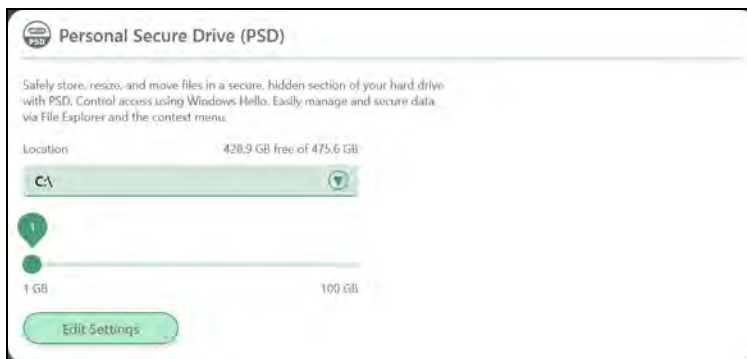 PSD
Personal Secure Drive (PSD)
Safely store, resize, and move files in a secure, hidden section of your hard drive
with PSD. Control access using Windows Hello. Easily manage and secure data
via File Explorer and the context menu.
Location 428.9 GB free of 475.6 GB
C:\
1
1 GB 100 GB
Edit Settings